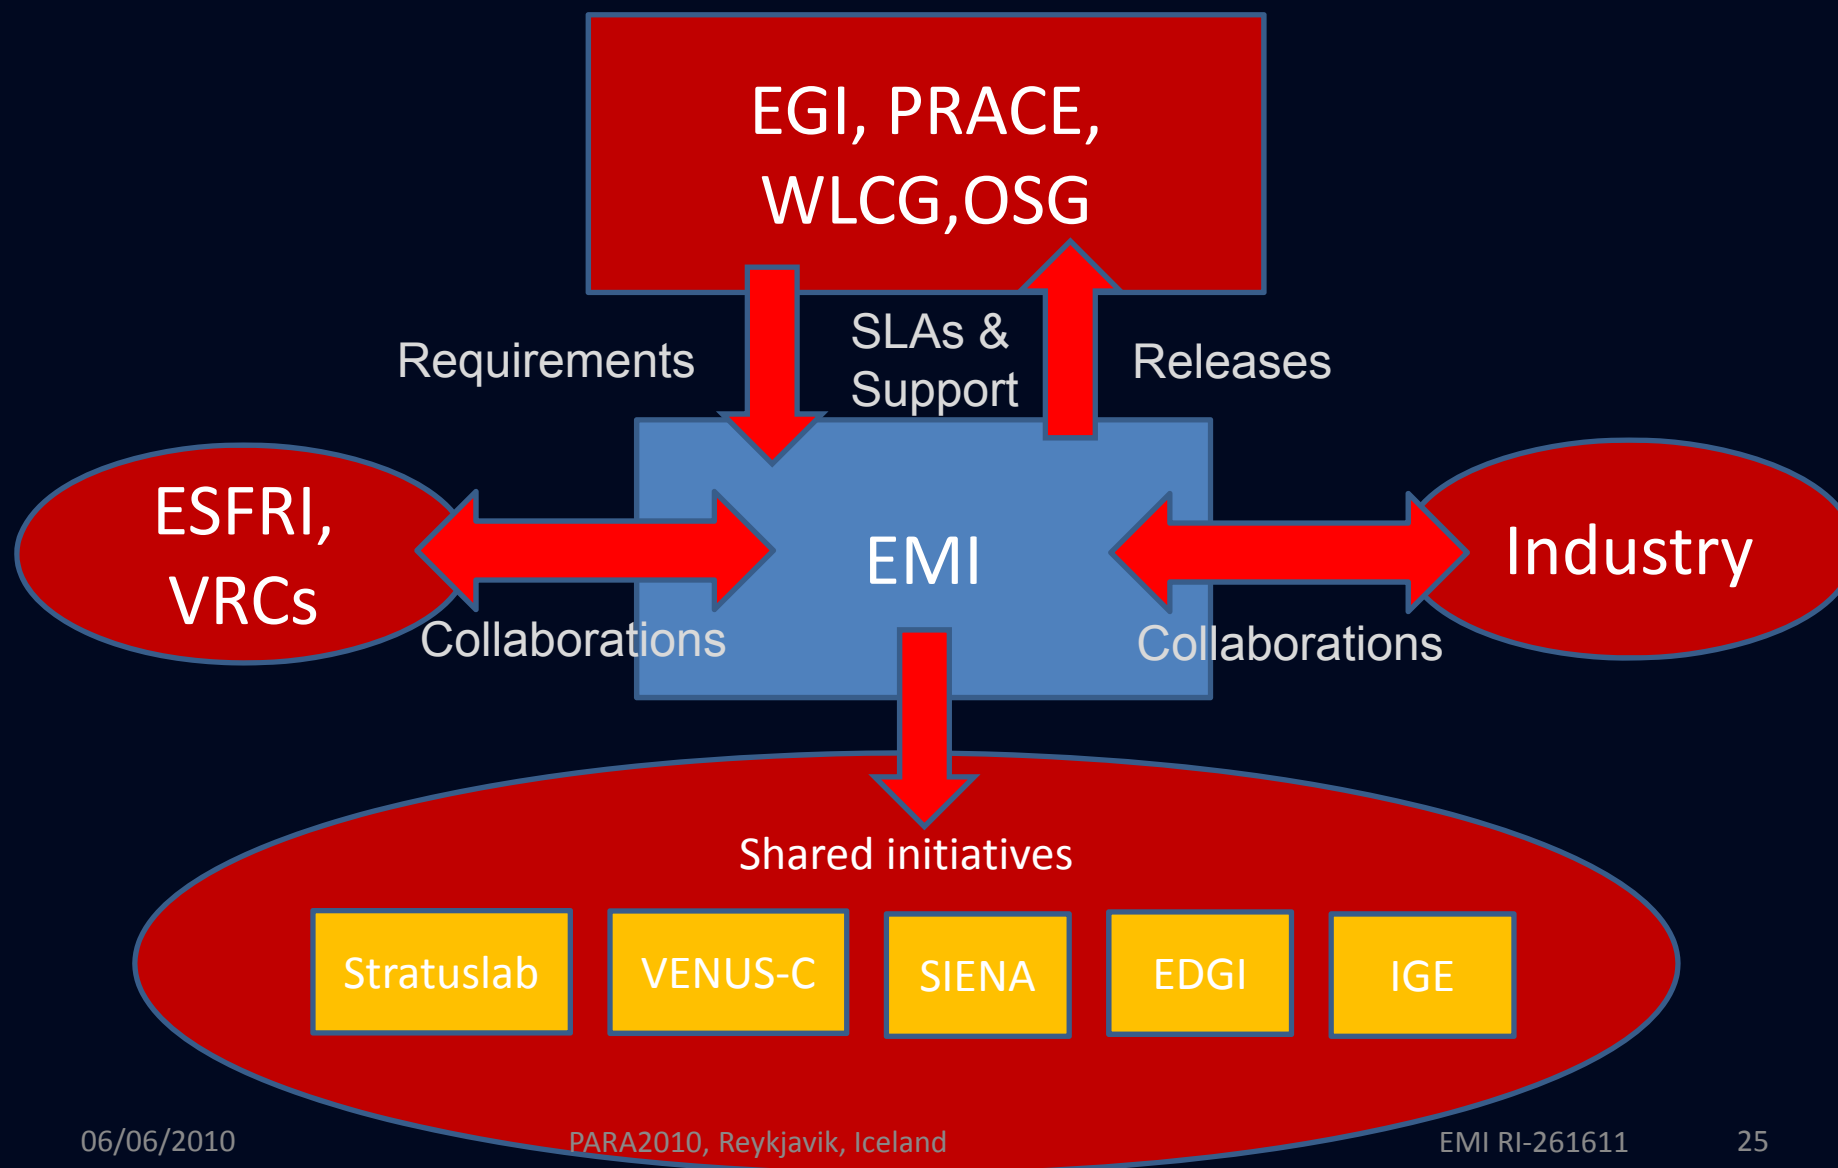 EGI, PRACE,
WLCG,OSG
Requirements
SLAs &
Support
Releases
ESFRI,
VRCs
EMI
Industry
Collaborations
Collaborations
Shared initiatives
Stratuslab
VENUS-C
SIENA
EDGI
IGE
06/06/2010
PARA2010, Reykjavik, Iceland
EMI RI-261611
25